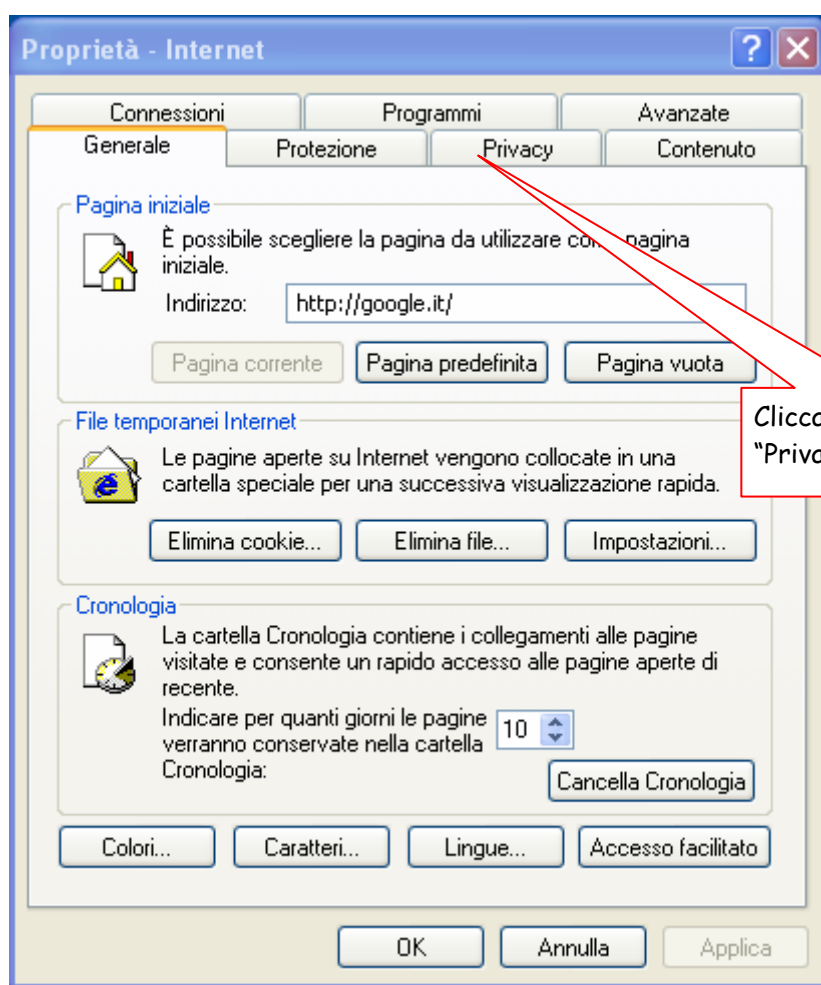 Proprietà - Internet
Connessioni Programmi Avanzate
Generale Protezione Privacy Contenuto
Pagina iniziale
È possibile scegliere la pagina da utilizzare pagina
iniziale.
Indirizzo: http://google.it/
Pagina corrente Pagina predefinita Pagina vuota
File temporanei Internet
Le pagine aperte su Internet vengono collocate in una
cartella speciale per una successiva visualizzazione rapida.
Elimina cookie... Elimina file... Impostazioni...
Cronologia
La cartella Cronologia contiene i collegamenti alle pagine
visitate e consente un rapido accesso alle pagine aperte di
recente.
Indicare per quanti giorni le pagine
verranno conservate nella cartella
Cronologia:
10
Cancella Cronologia
Colori... Caratteri... Lingue... Accesso facilitato
OK Annulla Applica